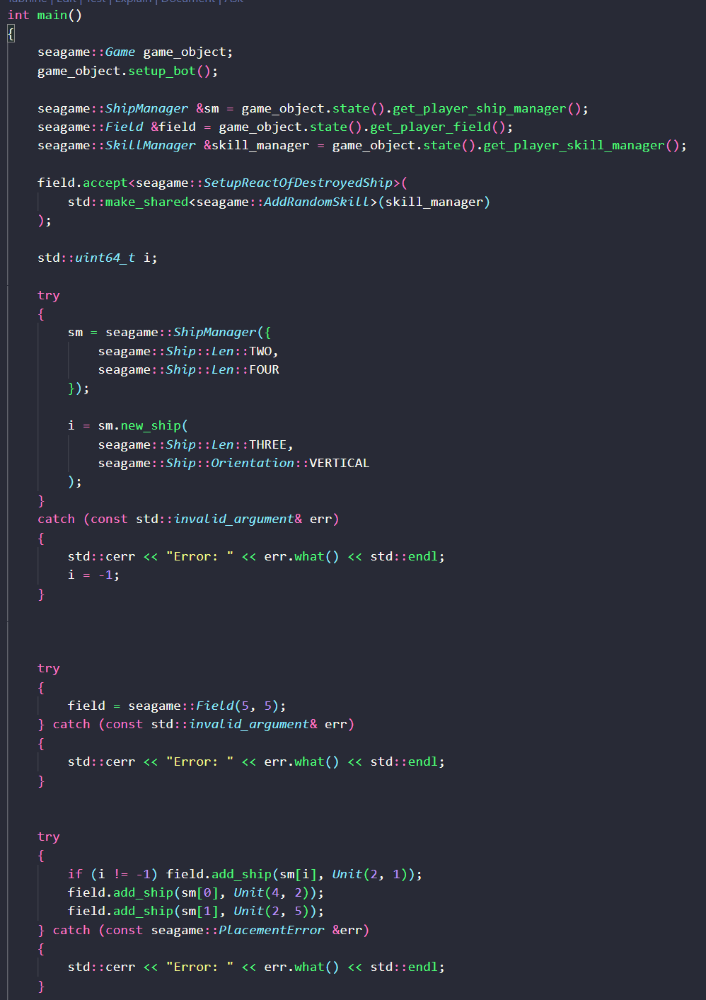 Tabnine | Edit | Test | Explain | Document | Ask
int main()
{
    seagame::Game game_object;
    game_object.setup_bot();

    seagame::ShipManager &sm = game_object.state().get_player_ship_manager();
    seagame::Field &field = game_object.state().get_player_field();
    seagame::SkillManager &skill_manager = game_object.state().get_player_skill_manager();

    field.accept<seagame::SetupReactOfDestroyedShip>(
        std::make_shared<seagame::AddRandomSkill>(skill_manager)
    );

    std::uint64_t i;

    try
    {
        sm = seagame::ShipManager({
            seagame::Ship::Len::TWO,
            seagame::Ship::Len::FOUR
        });

        i = sm.new_ship(
            seagame::Ship::Len::THREE,
            seagame::Ship::Orientation::VERTICAL
        );
    }
    catch (const std::invalid_argument& err)
    {
        std::cerr << "Error: " << err.what() << std::endl;
        i = -1;
    }

    try
    {
        field = seagame::Field(5, 5);
    } catch (const std::invalid_argument& err)
    {
        std::cerr << "Error: " << err.what() << std::endl;
    }

    try
    {
        if (i != -1) field.add_ship(sm[i], Unit(2, 1));
        field.add_ship(sm[0], Unit(4, 2));
        field.add_ship(sm[1], Unit(2, 5));
    } catch (const seagame::PlacementError &err)
    {
        std::cerr << "Error: " << err.what() << std::endl;
    }